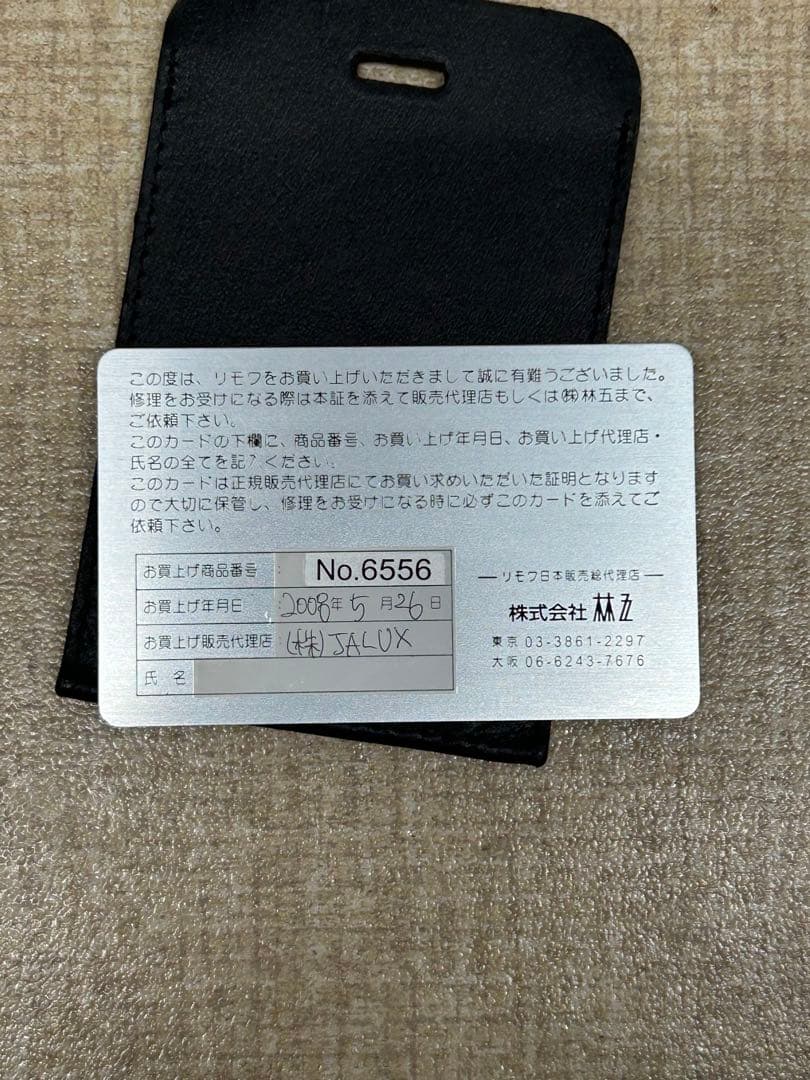 この度は、リモワをお買い上げいただきまして誠に有難うございました。
修理をお受けになる際は本証を添えて販売代理店もしくは㈱林五まで、
ご依頼下さい。
このカードの下欄に、商品番号、お買い上げ年月日、お買い上げ代理店・
氏名の全てを記?ください。
このカードは正規販売代理店にてお買い求めいただいた証明となります
ので大切に保管し、修理をお受けになる時に必ずこのカードを添えてご
依頼下さい。
お買上げ商品番号 No.6556
お買上げ年月日 2008年5月26日
お買上げ販売代理店 (株)JALUX
氏 名
リモワ日本販売総代理店
株式会社 林五
東京 03-3861-2297
大阪 06-6243-7676